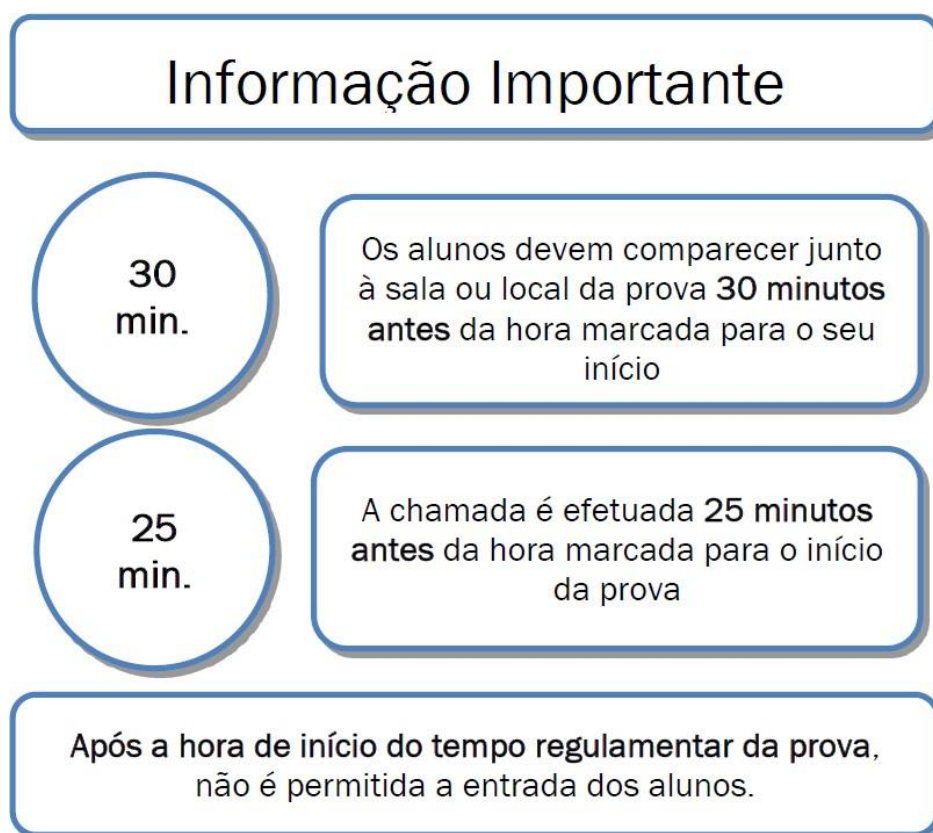 Informação Importante
30
min.
Os alunos devem comparecer junto
à sala ou local da prova 30 minutos
antes da hora marcada para o seu
início
25
min.
A chamada é efetuada 25 minutos
antes da hora marcada para o início
da prova
Após a hora de início do tempo regulamentar da prova,
não é permitida a entrada dos alunos.